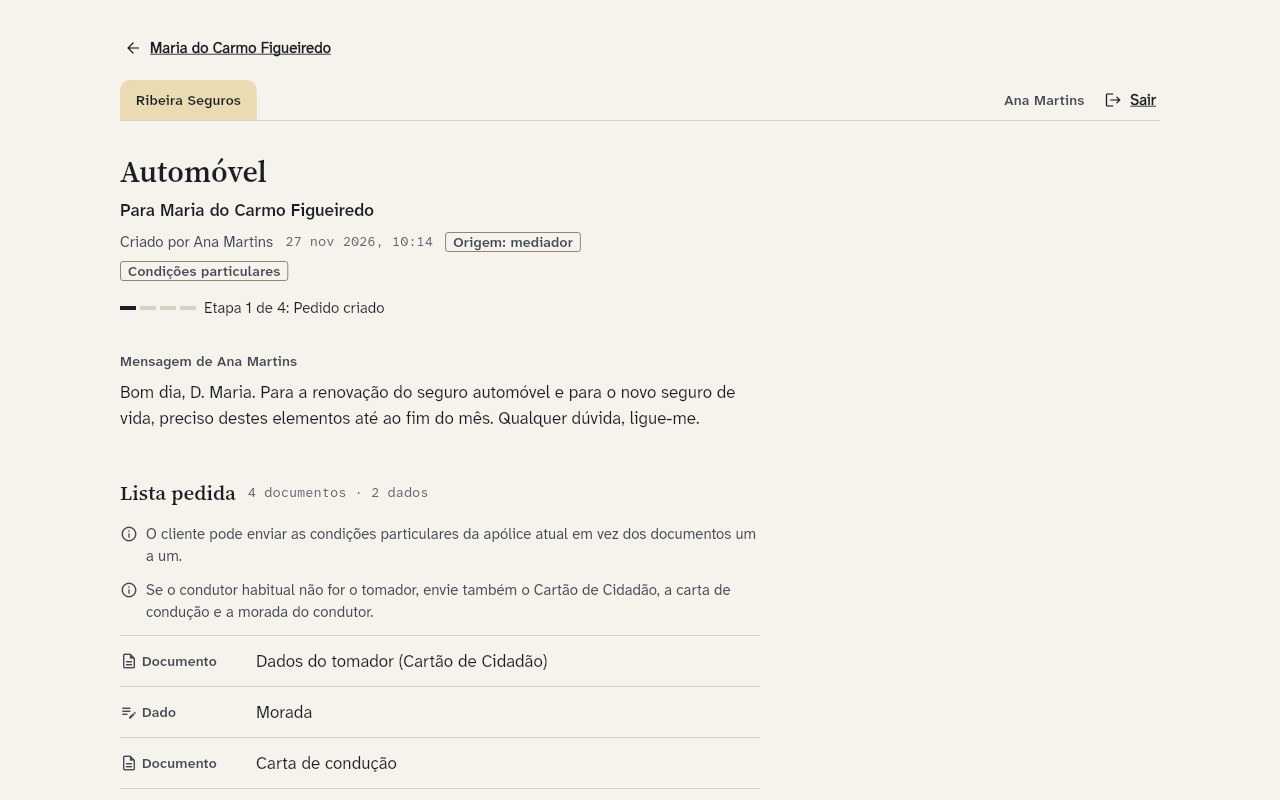 Maria do Carmo Figueiredo
Ribeira Seguros
Ana Martins
Sair
Automóvel
Para Maria do Carmo Figueiredo
Criado por Ana Martins 27 nov 2026, 10:14 Origem: mediador
Condições particulares
Etapa 1 de 4: Pedido criado
Mensagem de Ana Martins
Bom dia, D. Maria. Para a renovação do seguro automóvel e para o novo seguro de
vida, preciso destes elementos até ao fim do mês. Qualquer dúvida, ligue-me.
Lista pedida 4 documentos · 2 dados
O cliente pode enviar as condições particulares da apólice atual em vez dos documentos um
a um.
Se o condutor habitual não for o tomador, envie também o Cartão de Cidadão, a carta de
condução e a morada do condutor.
Documento Dados do tomador (Cartão de Cidadão)
Dado Morada
Documento Carta de condução